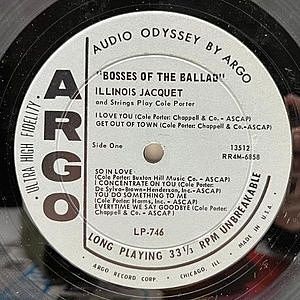 AUDIO ODYSSEY BY ARGO
ULTRA HIGH FIDELITY
ARGO
"BOSSES OF THE BALLAD"
ILLINOIS JACQUET
and Strings Play Cole Porter
I LOVE YOU (Cole Porter; Chappell & Co.-ASCAP)
GET OUT OF TOWN (Cole Porter; Chappell & Co.-
ASCAP)
Side One
13512
RR4M-6858
SO IN LOVE
(Cole Porter; Buxton Hill Music Co.-ASCAP)
I CONCENTRATE ON YOU (Cole Porter;
De Sylva-Brown-Henderson, Inc.-ASCAP)
YOU DO SOMETHING TO ME
(Cole Porter; Harms, Inc.-ASCAP)
EVERYTIME WE SAY GOODBYE (Cole Porter;
Chappell & Co.-ASCAP)
LP-746
LONG PLAYING 33⅓ RPM UNBREAKABLE
ARGO RECORD CORP. CHICAGO, ILL.
MADE IN U.S.A.